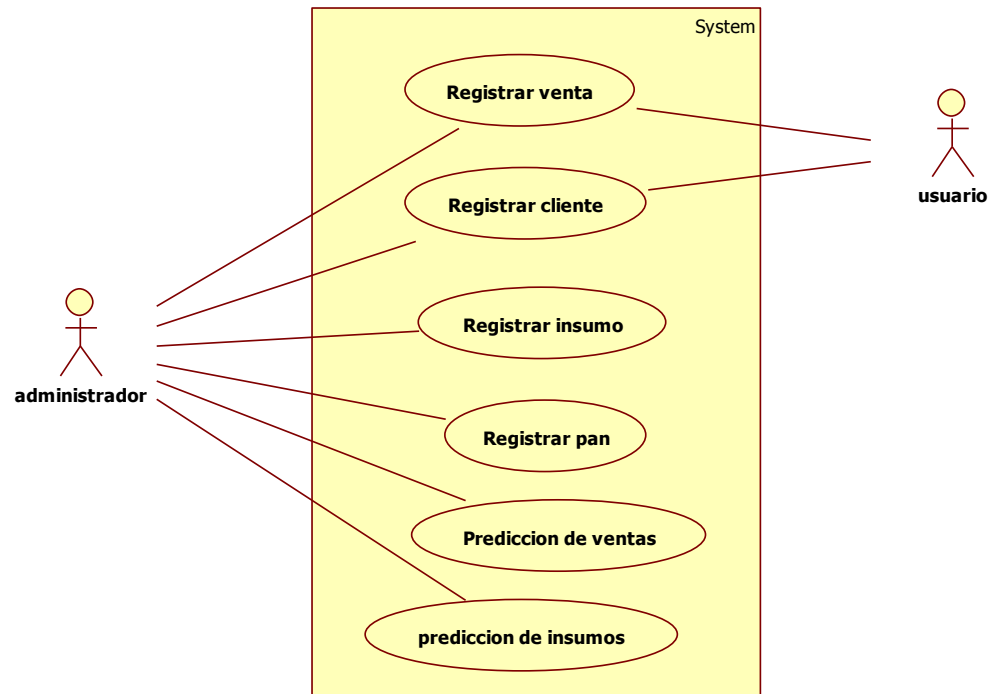 System
Registrar venta
usuario
Registrar cliente
Registrar insumo
administrador
Registrar pan
Prediccion de ventas
prediccion de insumos